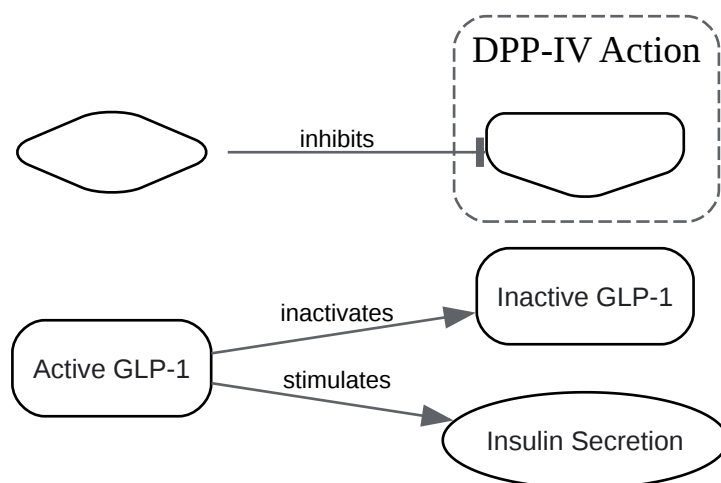 DPP-IV Action
inhibits
inactivates
Inactive GLP-1
Active GLP-1
stimulates
Insulin Secretion